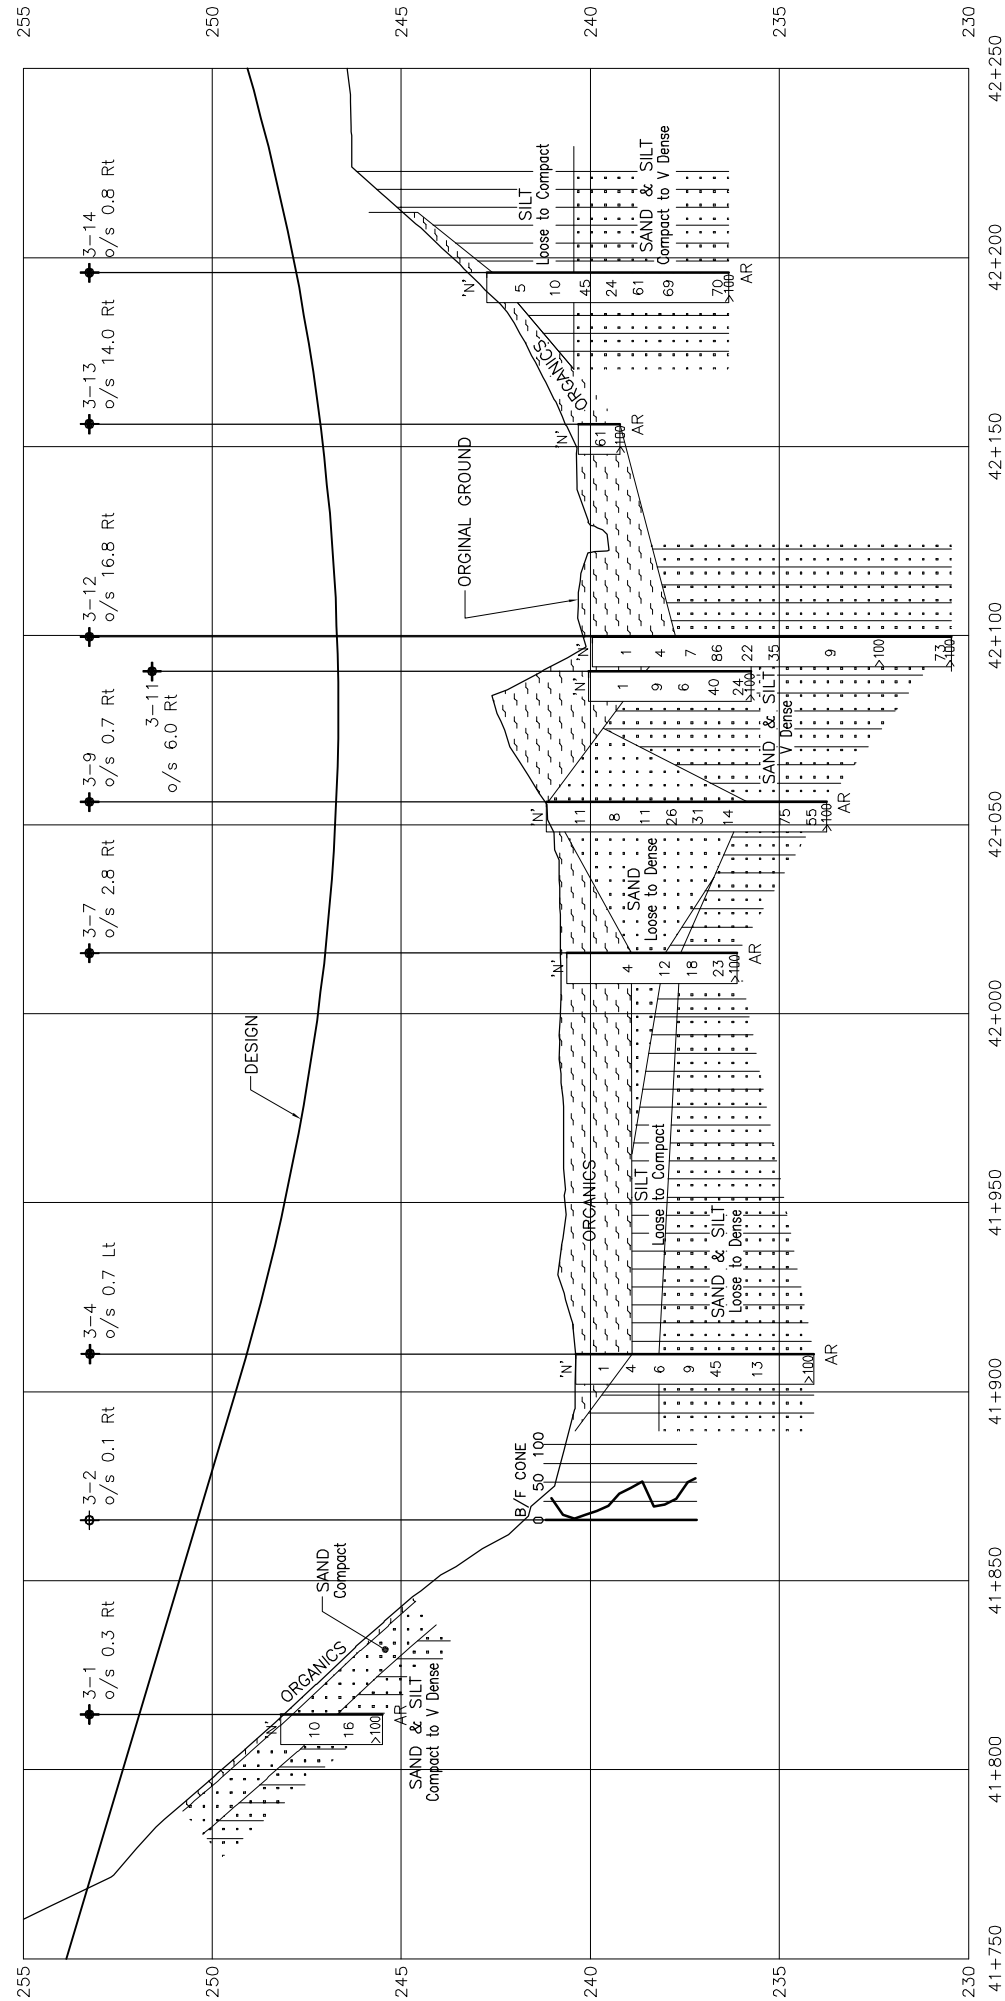 255
250
245
240
235
230
3-1
o/s 0.3 Rt
3-2
o/s 0.1 Rt
3-4
o/s 0.7 Lt
3-7
o/s 2.8 Rt
3-9
o/s 0.7 Rt
3-11
o/s 6.0 Rt
3-12
o/s 16.8 Rt
3-13
o/s 14.0 Rt
3-14
o/s 0.8 Rt
255
250
245
240
235
230
DESIGN
ORGINAL GROUND
ORGANICS
SAND
Compact
'N'
10
16
>100
AR
SAND & SILT
Compact to V Dense
B/F CONE
0 50 100
'N'
1
4
6
9
45
13
>100
AR
ORGANICS
SILT
Loose to Compact
SAND & SILT
Loose to Dense
'N'
4
12
18
23
>100
AR
SAND
Loose to Dense
'N'
11
8
11
26
31
14
75
55
>100
AR
'N'
1
9
6
40
24
>100
SAND & SILT
V Dense
'N'
1
4
7
86
22
35
9
>100
73
>100
'N'
61
>100
AR
ORGANICS
'N'
5
10
45
24
61
69
70
>100
AR
SILT
Loose to Compact
SAND & SILT
Compact to V Dense
41+750
41+800
41+850
41+900
41+950
42+000
42+050
42+100
42+150
42+200
42+250